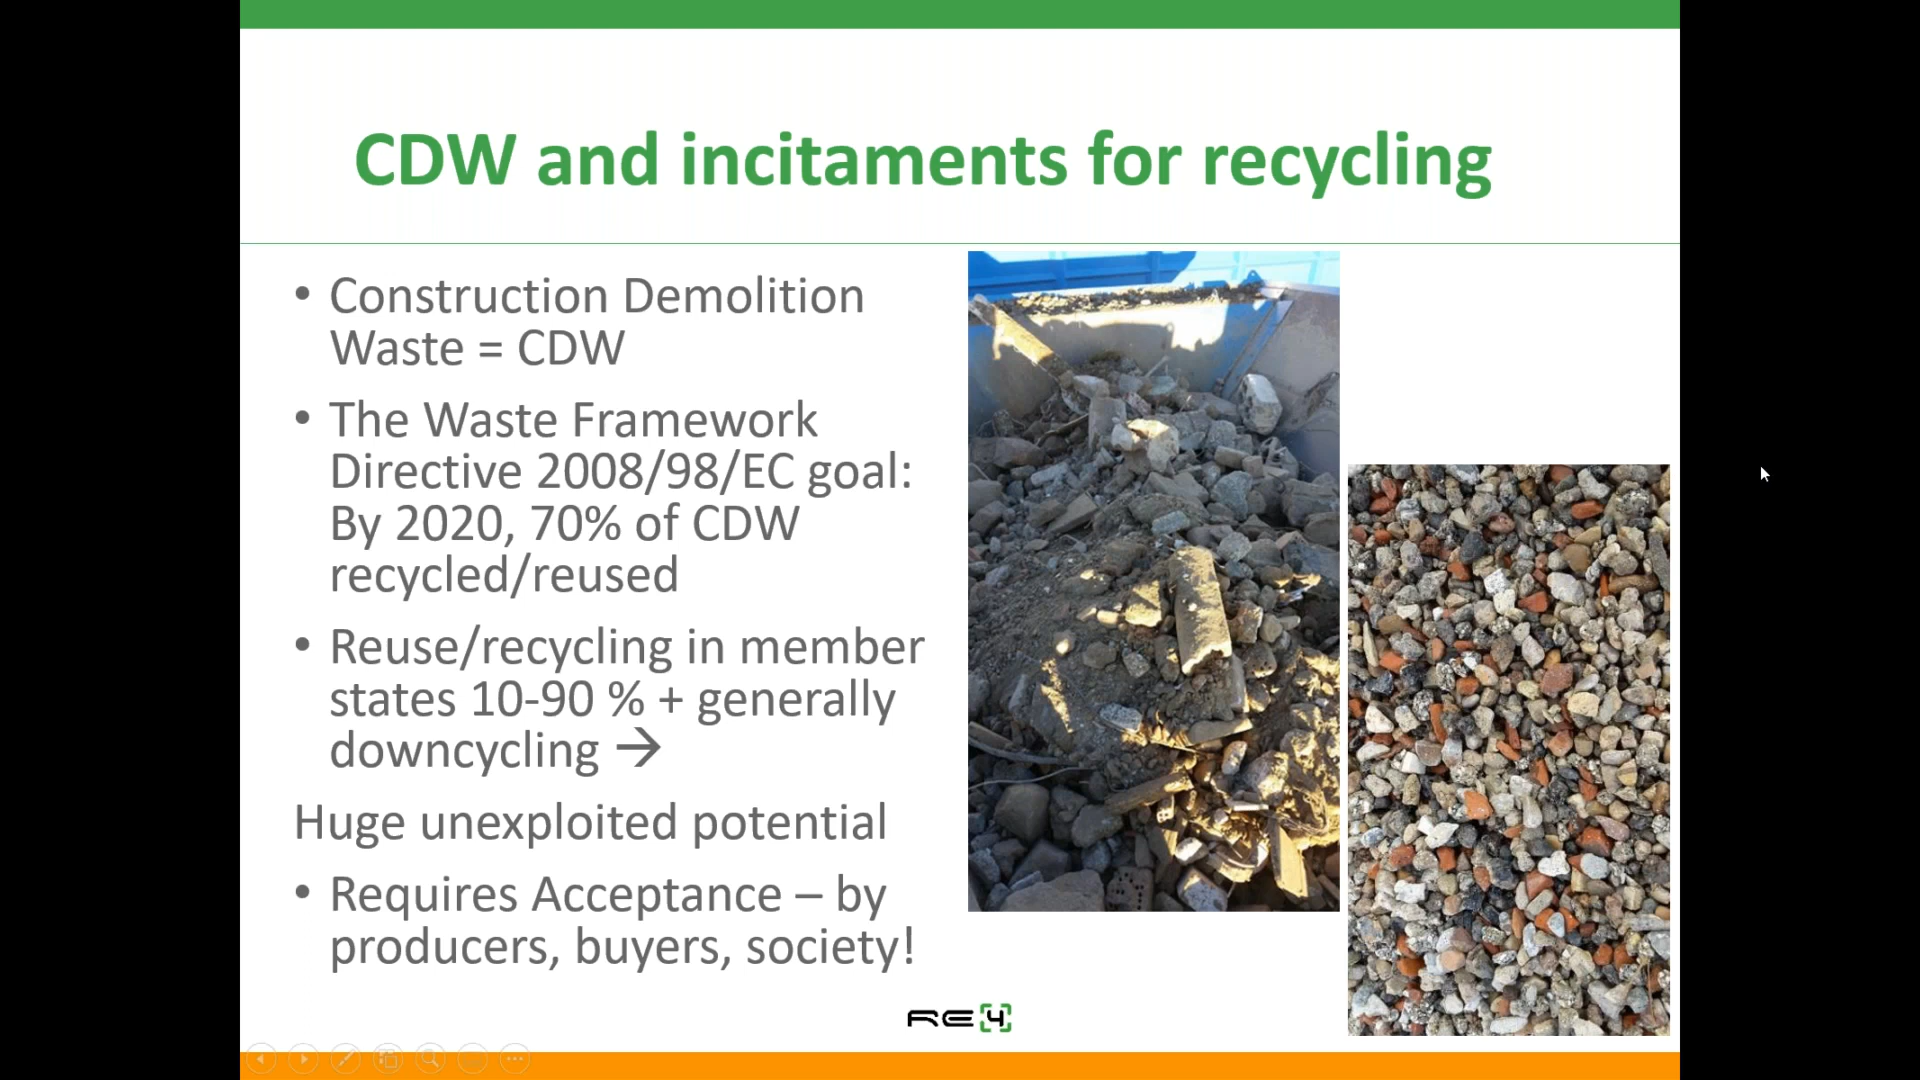 CDW and incitaments for recycling
• Construction Demolition
Waste = CDW
• The Waste Framework
Directive 2008/98/EC goal:
By 2020, 70% of CDW
recycled/reused
• Reuse/recycling in member
states 10-90 % + generally
downcycling →
Huge unexploited potential
• Requires Acceptance – by
producers, buyers, society!
RE4